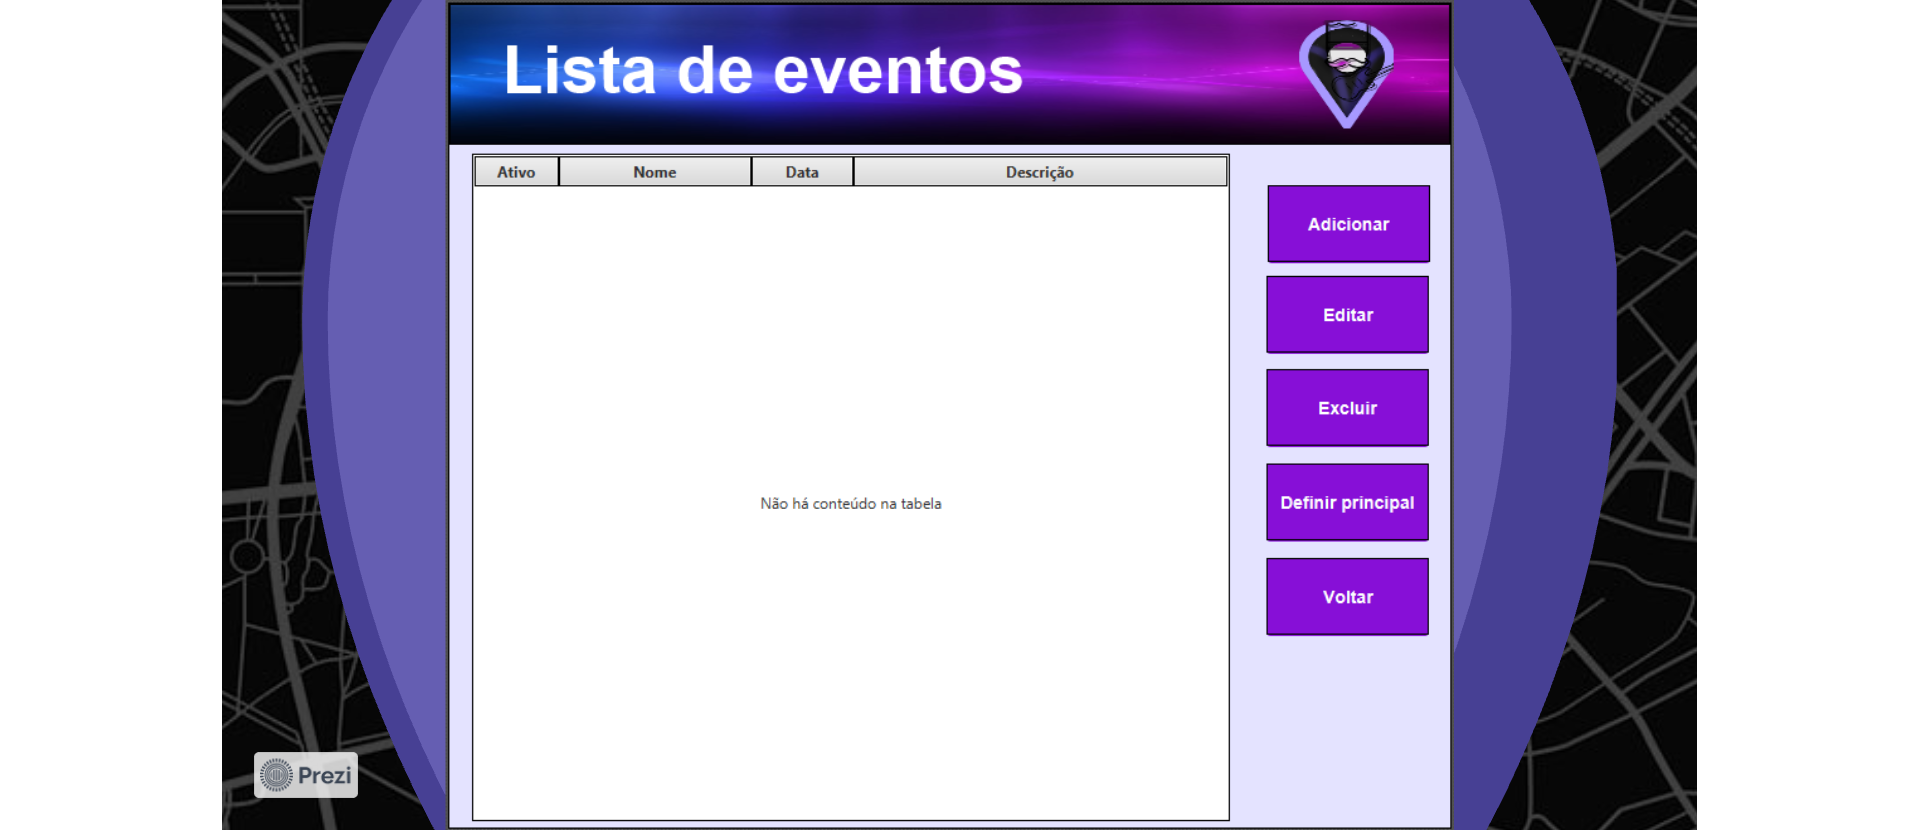 Lista de eventos
Ativo Nome Data Descrição
Adicionar
Editar
Excluir
Definir principal
Voltar
Não há conteúdo na tabela
Prezi